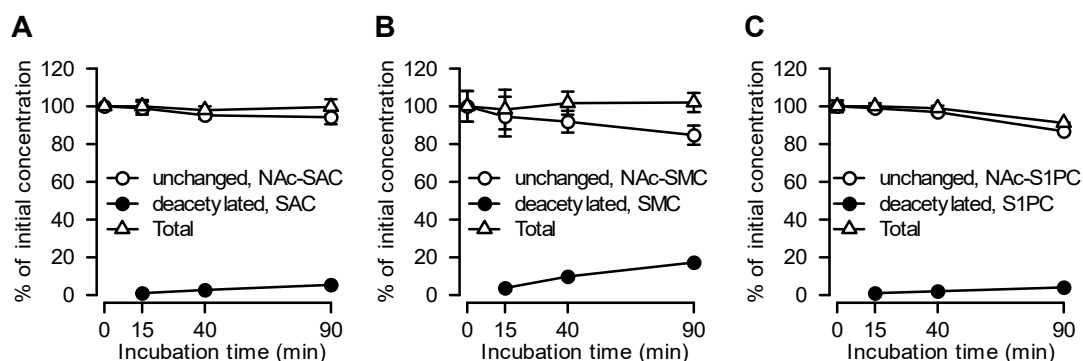 A
% of initial concentration
120
100
80
60
40
20
0
unchanged, NAc-SAC
deacetylated, SAC
Total
0 15 40 90
Incubation time (min)
B
% of initial concentration
120
100
80
60
40
20
0
unchanged, NAc-SMC
deacetylated, SMC
Total
0 15 40 90
Incubation time (min)
C
% of initial concentration
120
100
80
60
40
20
0
unchanged, NAc-S1PC
deacetylated, S1PC
Total
0 15 40 90
Incubation time (min)